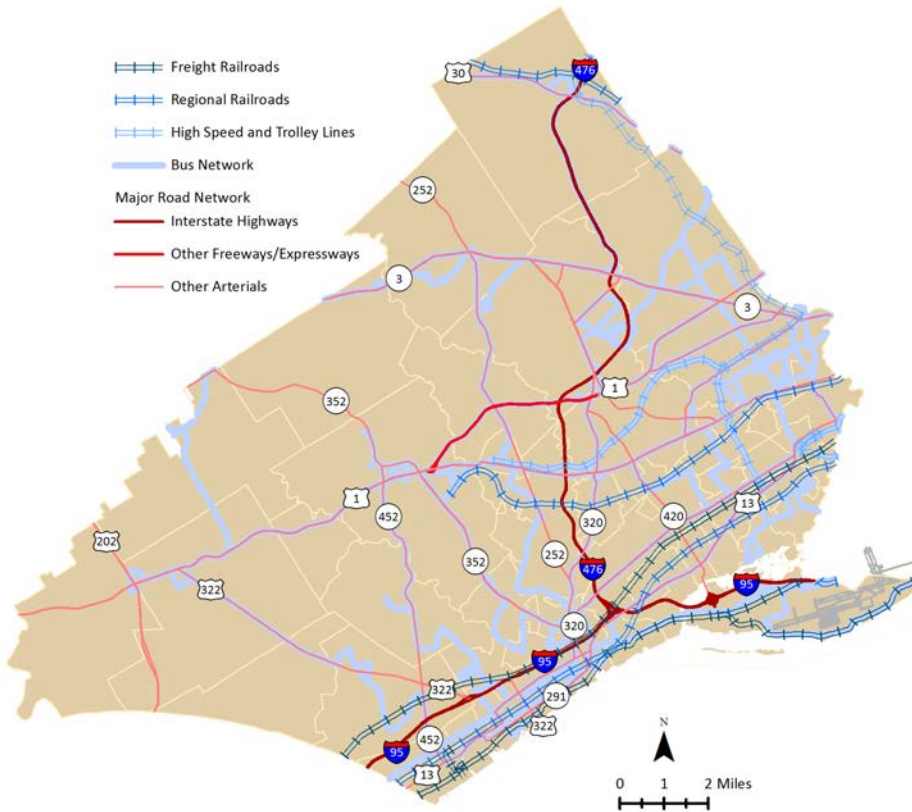 Freight Railroads
Regional Railroads
High Speed and Trolley Lines
Bus Network
Major Road Network
Interstate Highways
Other Freeways/Expressways
Other Arterials
30
476
252
3
3
352
1
1
452
320
420
13
202
352
252
476
322
95
320
95
322
291
322
452
95
13
N
0 1 2 Miles